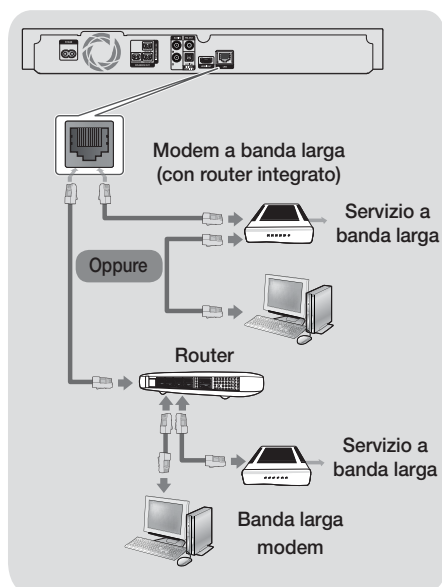 Modem a banda larga
(con router integrato)
Servizio a
banda larga
Oppure
Router
Servizio a
banda larga
Banda larga
modem